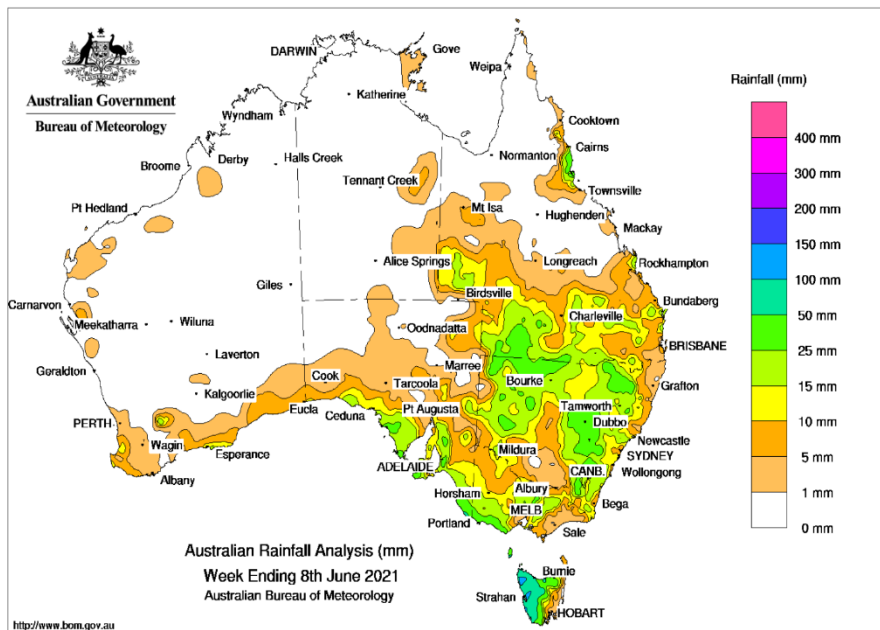 Australian Government
Bureau of Meteorology
DARWIN
Gove
Weipa
Katherine
Wyndham
Cooktown
Cairns
Broome
Derby
Halls Creek
Normanton
Tennant Creek
Townsville
Pt Hedland
Mt Isa
Hughenden
Mackay
Alice Springs
Longreach
Rockhampton
Giles
Birdsville
Bundaberg
Carnarvon
Meekatharra
Wiluna
Oodnadatta
Charleville
BRISBANE
Laverton
Marree
Geraldton
Kalgoorlie
Cook
Tarcoola
Bourke
Grafton
Eucla
Ceduna
Pt Augusta
Tamworth
PERTH
Dubbo
Wagin
Esperance
Mildura
Newcastle
SYDNEY
Albany
ADELAIDE
CANB.
Wollongong
Horsham
Albury
Bega
Portland
MELB
Sale
Burnie
Strahan
HOBART
Rainfall (mm)
400 mm
300 mm
200 mm
150 mm
100 mm
50 mm
25 mm
15 mm
10 mm
5 mm
1 mm
0 mm
Australian Rainfall Analysis (mm)
Week Ending 8th June 2021
Australian Bureau of Meteorology
http://www.bom.gov.au